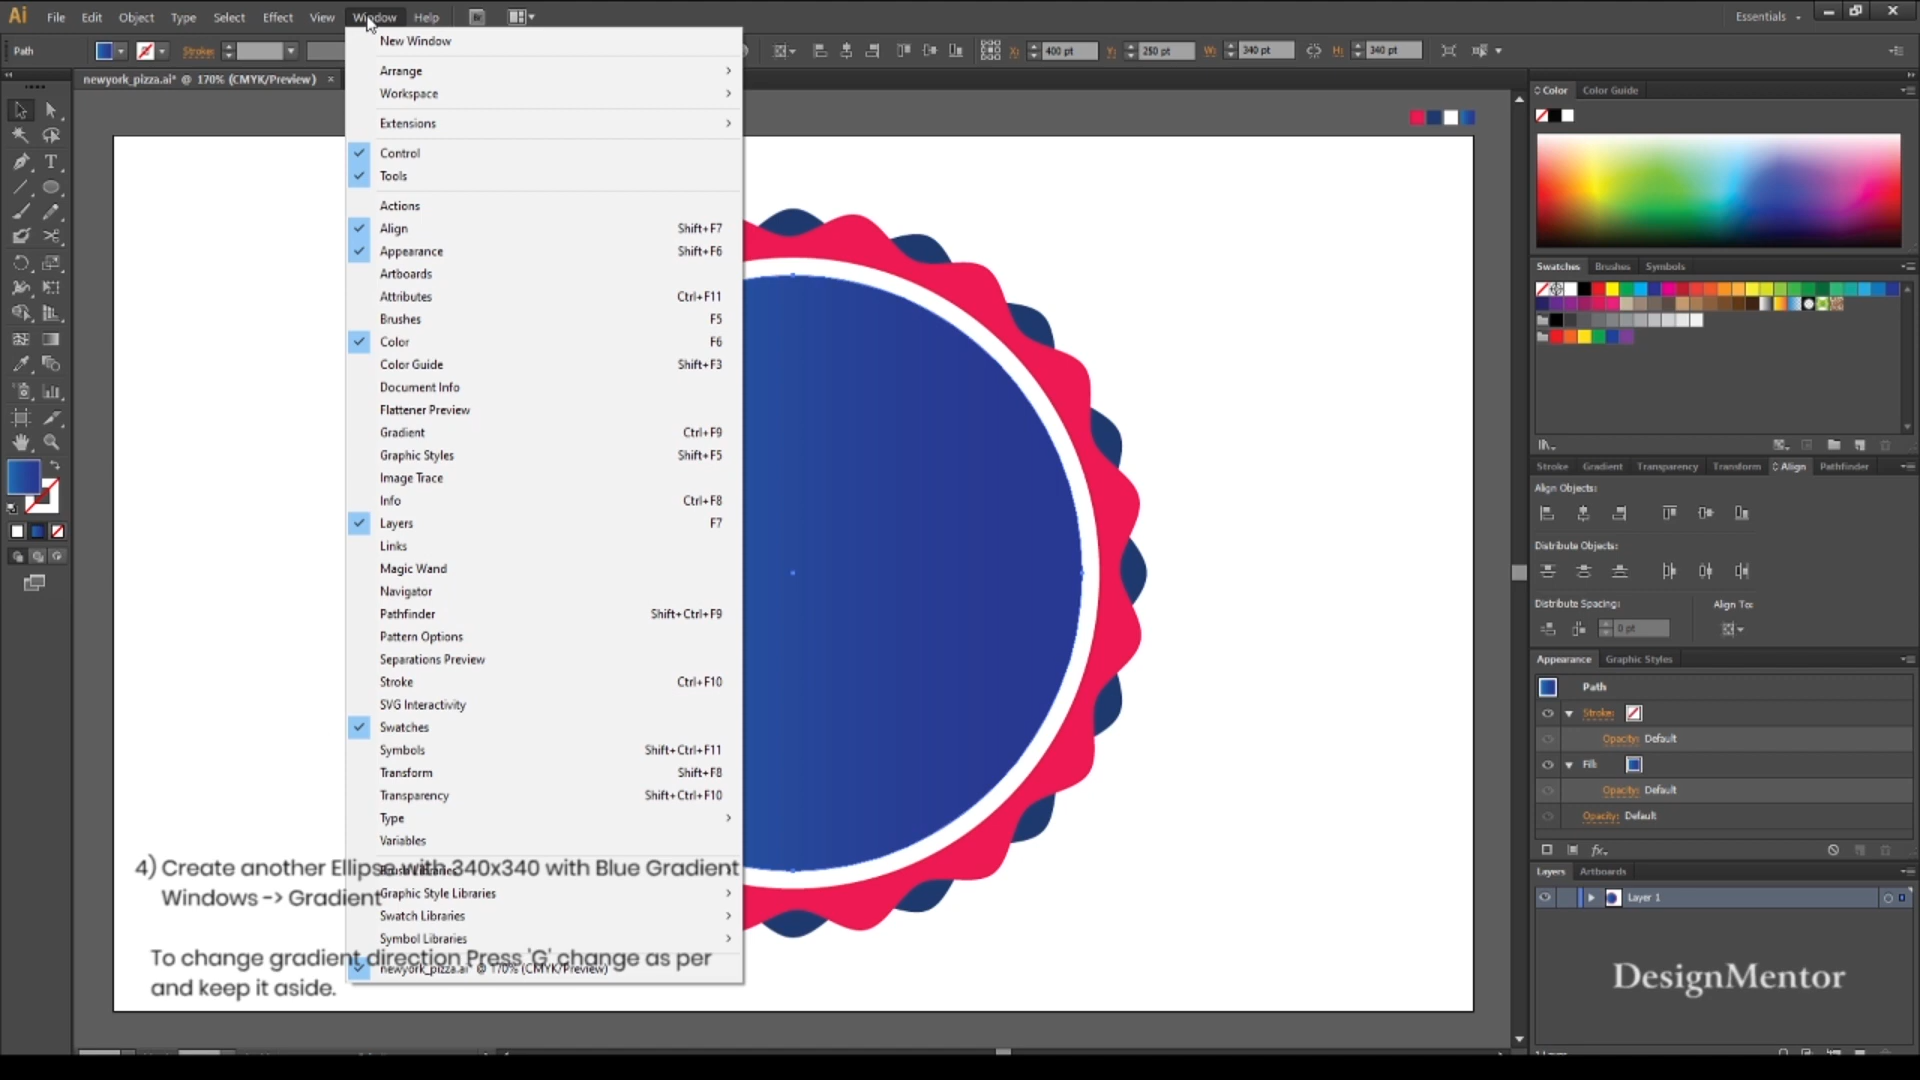 Ai File Edit Object Type Select Effect View Window Help Br Essentials
Path Stroke: X: 400 pt Y: 250 pt W: 340 pt H: 340 pt
newyork_pizza.ai* @ 170% (CMYK/Preview) ×
New Window
Arrange
Workspace
Extensions
Control
Tools
Actions
Align Shift+F7
Appearance Shift+F6
Artboards
Attributes Ctrl+F11
Brushes F5
Color F6
Color Guide Shift+F3
Document Info
Flattener Preview
Gradient Ctrl+F9
Graphic Styles Shift+F5
Image Trace
Info Ctrl+F8
Layers F7
Links
Magic Wand
Navigator
Pathfinder Shift+Ctrl+F9
Pattern Options
Separations Preview
Stroke Ctrl+F10
SVG Interactivity
Swatches
Symbols Shift+Ctrl+F11
Transform Shift+F8
Transparency Shift+Ctrl+F10
Type
Variables
Brush Libraries
Graphic Style Libraries
Swatch Libraries
Symbol Libraries
newyork_pizza.ai* @ 170% (CMYK/Preview)
4) Create another Ellipse with 340x340 with Blue Gradient
Windows -> Gradient
To change gradient direction Press 'G' change as per
and keep it aside.
Color Color Guide
Swatches Brushes Symbols
Stroke Gradient Transparency Transform Align Pathfinder
Align Objects:
Distribute Objects:
Distribute Spacing: Align To:
0 pt
Appearance Graphic Styles
Path
Stroke:
Opacity: Default
Fill:
Opacity: Default
Opacity: Default
fx
Layers Artboards
Layer 1
DesignMentor